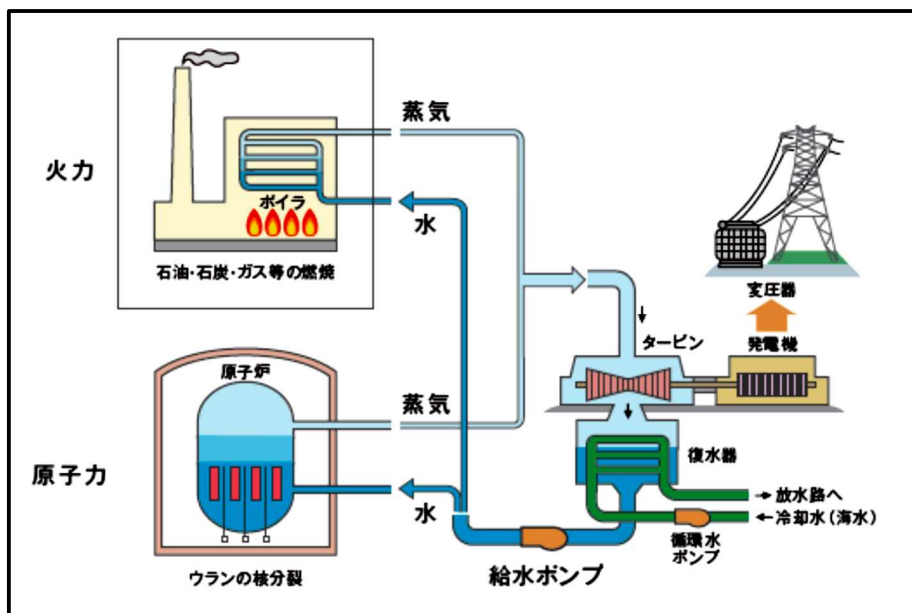 火力
蒸気
ボイラ
水
石油・石炭・ガス等の燃焼
変圧器
タービン
発電機
原子炉
蒸気
原子力
復水器
→放水路へ
←冷却水(海水)
水
循環水
ポンプ
給水ポンプ
ウランの核分裂